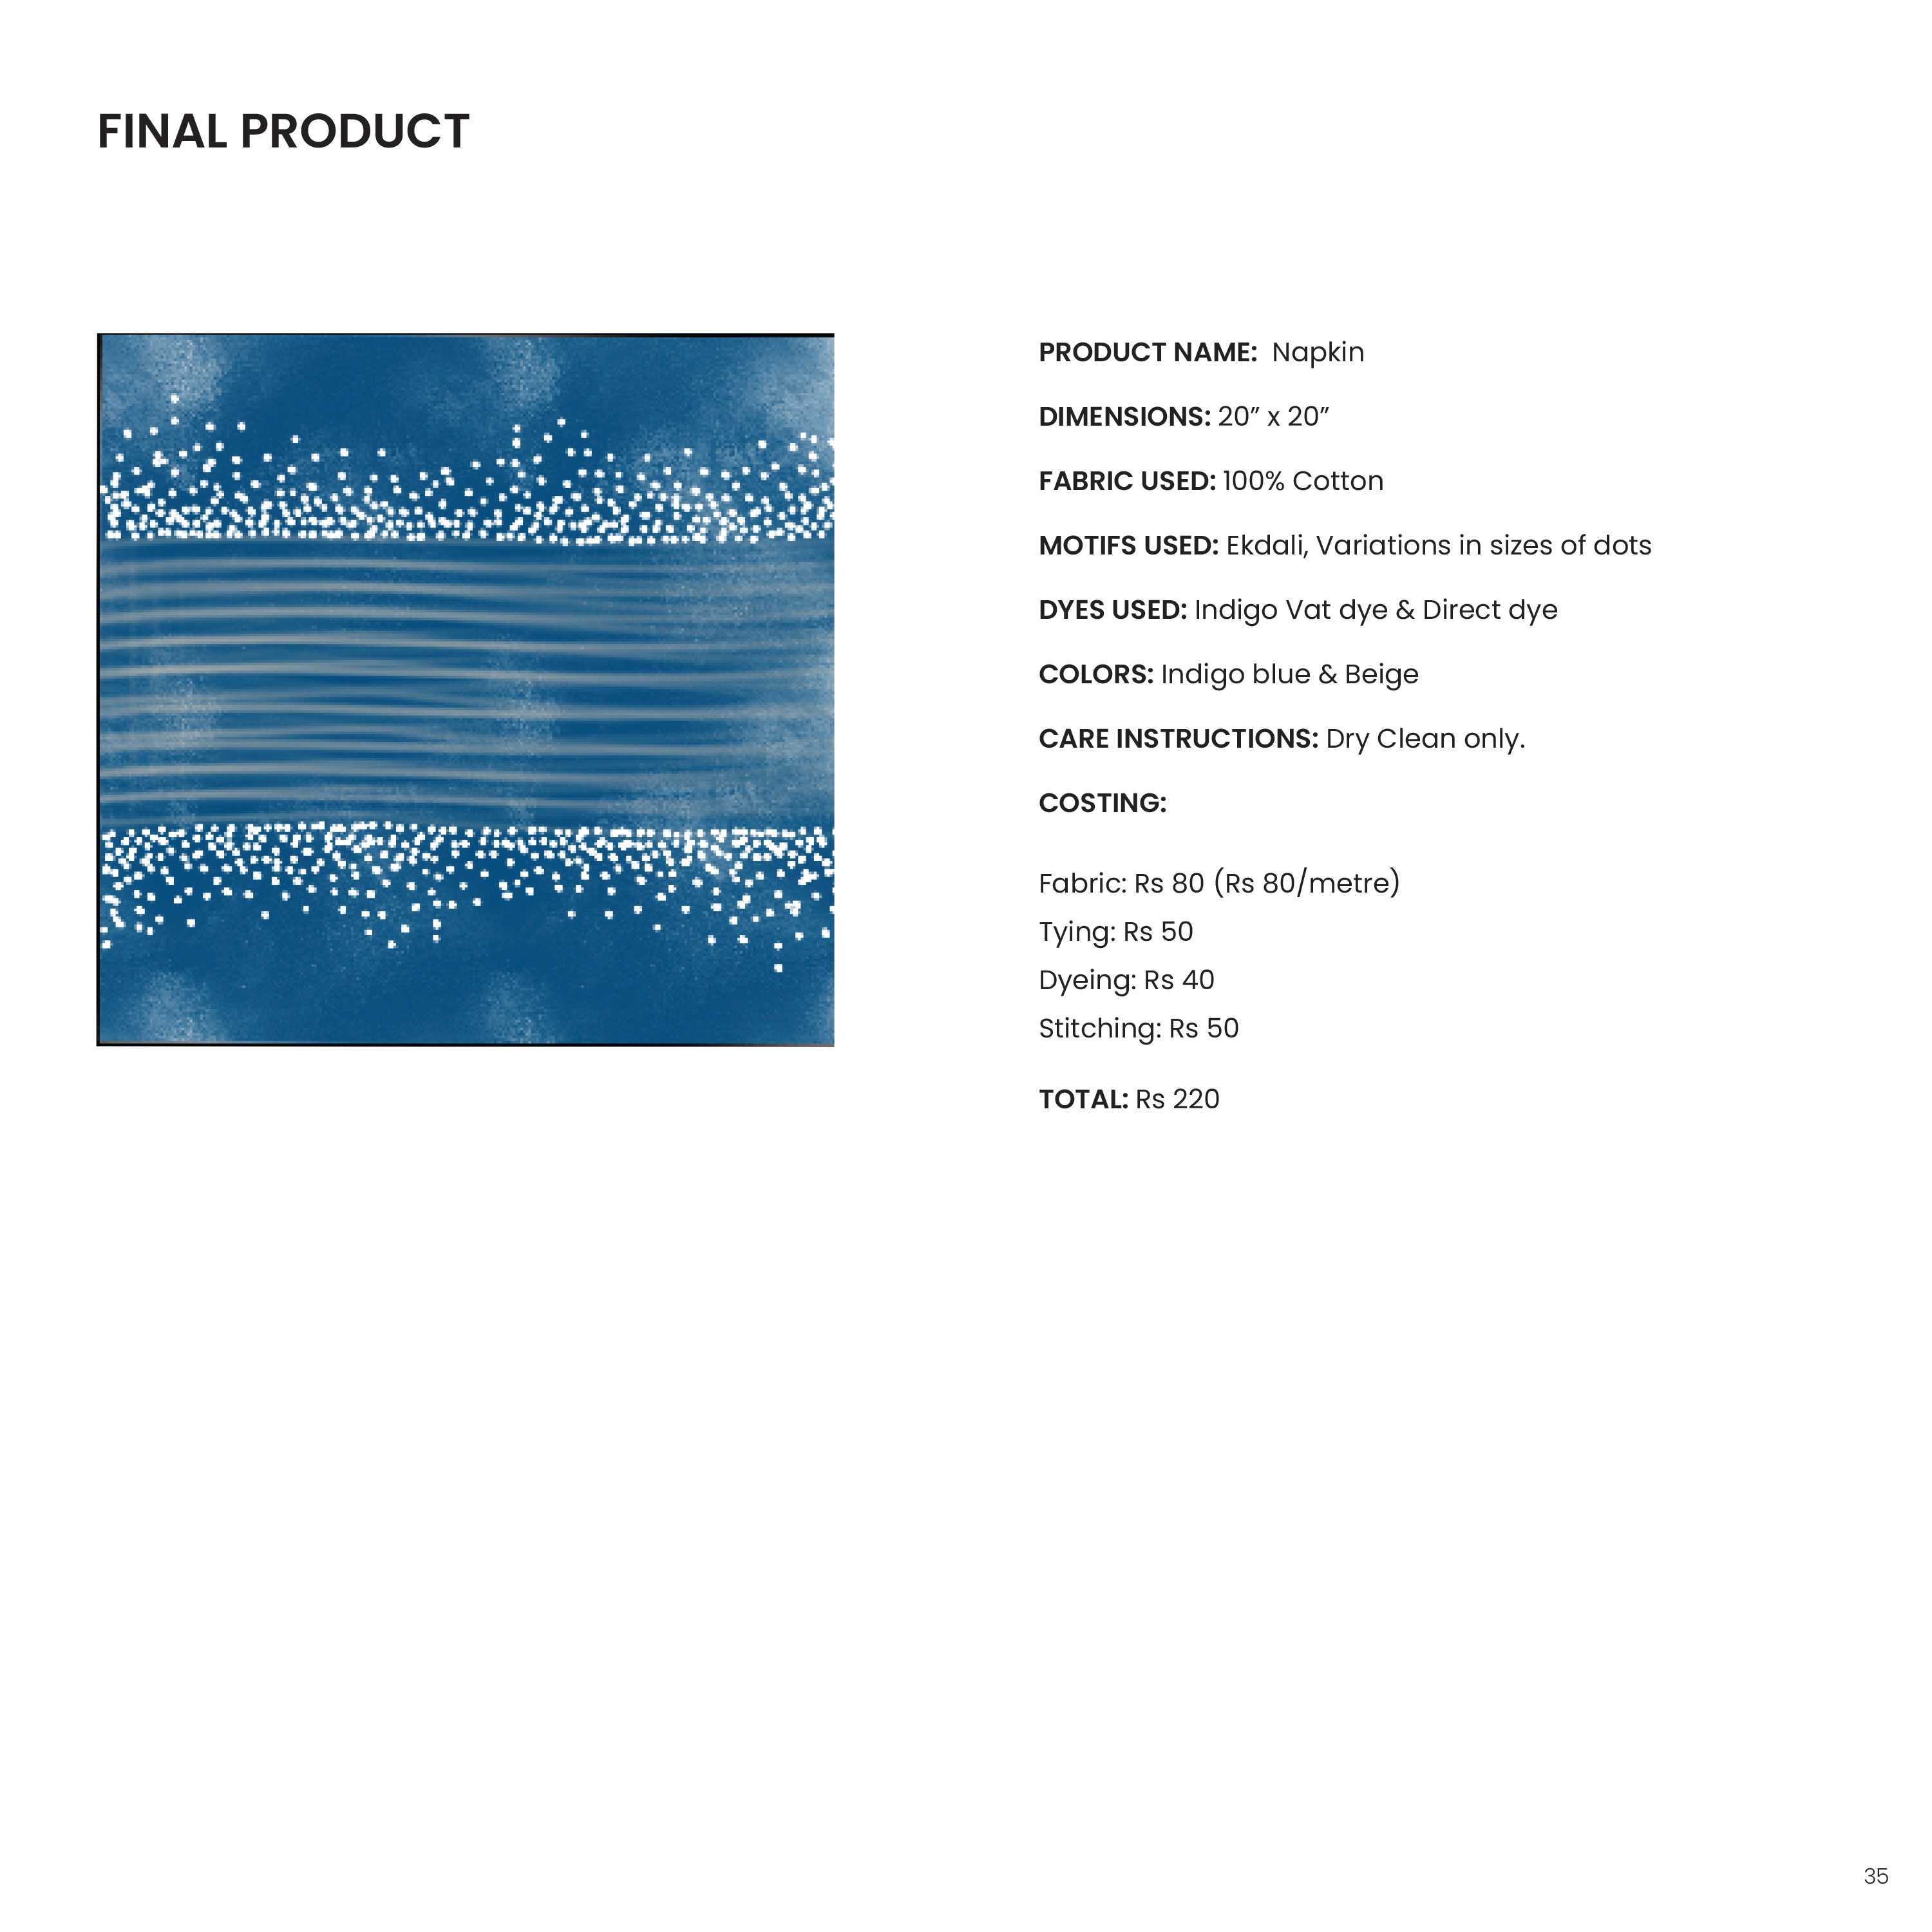 FINAL PRODUCT
PRODUCT NAME:  Napkin
DIMENSIONS: 20” x 20”
FABRIC USED: 100% Cotton
MOTIFS USED: Ekdali, Variations in sizes of dots
DYES USED: Indigo Vat dye & Direct dye
COLORS: Indigo blue & Beige
CARE INSTRUCTIONS: Dry Clean only.
COSTING:
Fabric: Rs 80 (Rs 80/metre)
Tying: Rs 50
Dyeing: Rs 40
Stitching: Rs 50
TOTAL: Rs 220
35